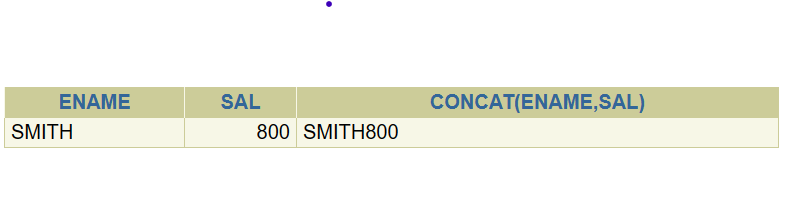 ENAME SAL CONCAT(ENAME,SAL)
SMITH 800 SMITH800